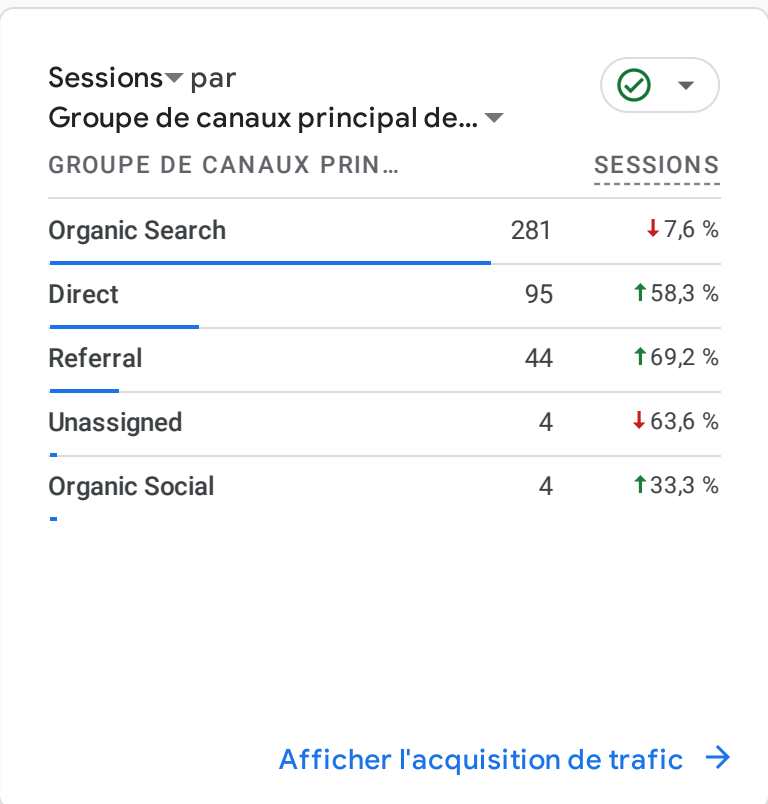 Sessions par
Groupe de canaux principal de...
GROUPE DE CANAUX PRIN... SESSIONS
Organic Search 281 ↓7,6 %
Direct 95 ↑58,3 %
Referral 44 ↑69,2 %
Unassigned 4 ↓63,6 %
Organic Social 4 ↑33,3 %
Afficher l'acquisition de trafic →